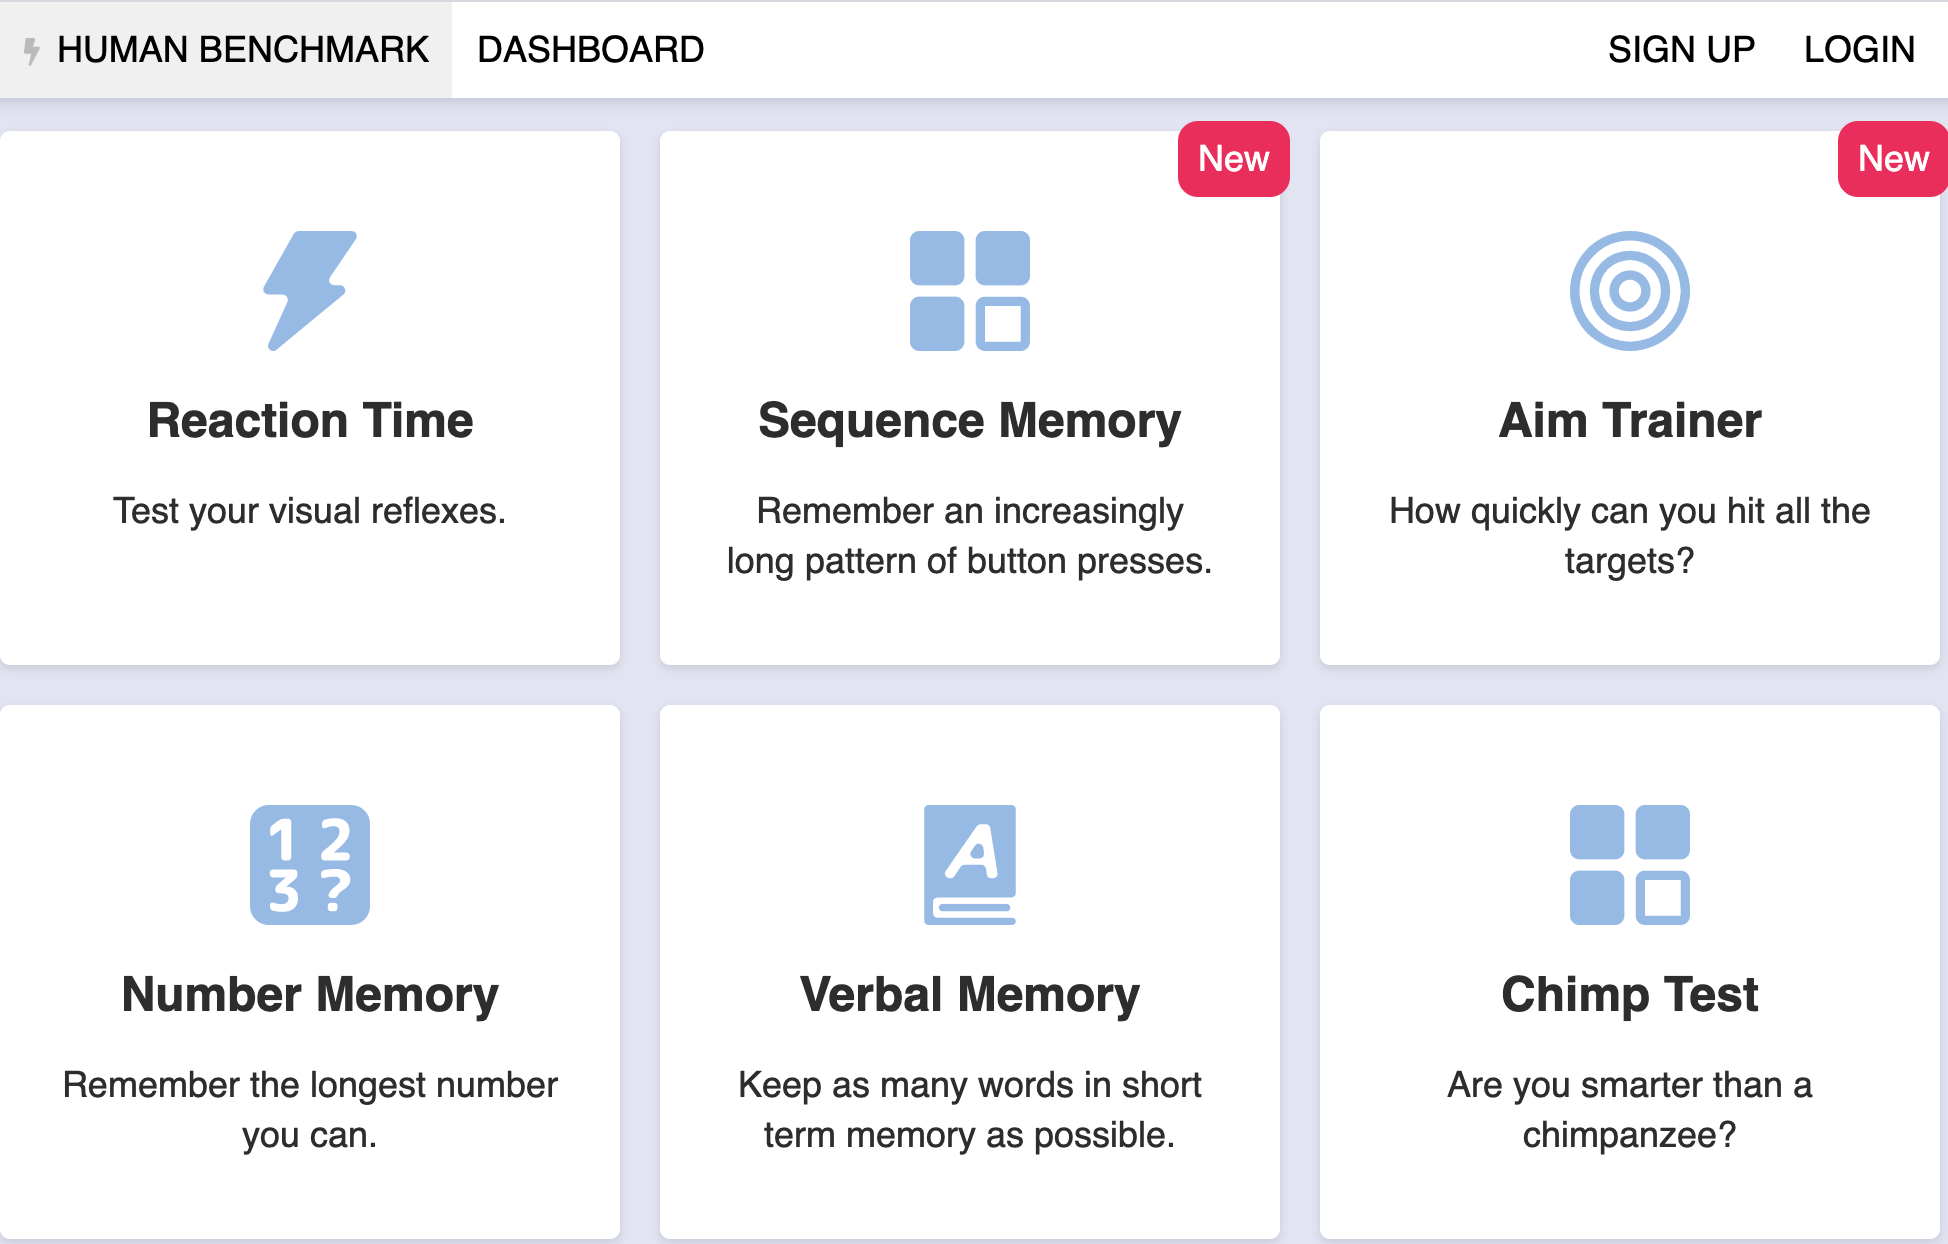 HUMAN BENCHMARK DASHBOARD SIGN UP LOGIN
New
New
Reaction Time
Test your visual reflexes.
Sequence Memory
Remember an increasingly
long pattern of button presses.
Aim Trainer
How quickly can you hit all the
targets?
1 2
3 ?
A
Number Memory
Remember the longest number
you can.
Verbal Memory
Keep as many words in short
term memory as possible.
Chimp Test
Are you smarter than a
chimpanzee?